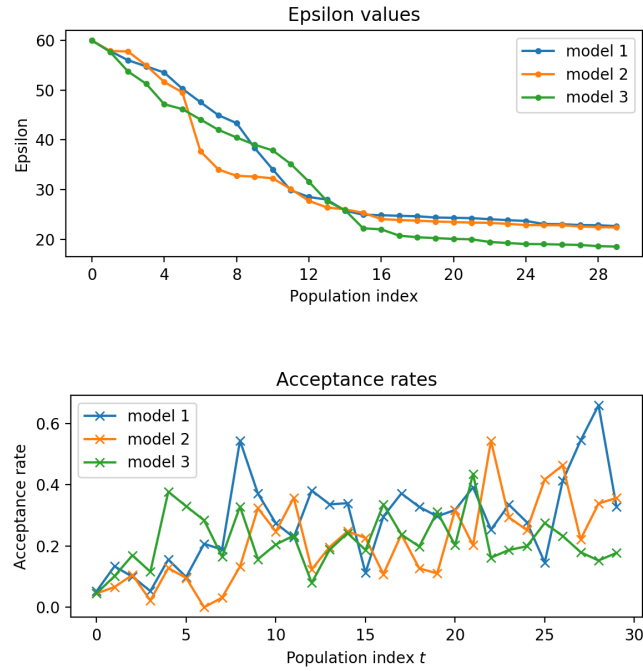 Epsilon values
60
50
40
30
20
Epsilon
model 1
model 2
model 3
0 4 8 12 16 20 24 28
Population index
Acceptance rates
0.6
0.4
0.2
0.0
Acceptance rate
model 1
model 2
model 3
0 5 10 15 20 25 30
Population index t